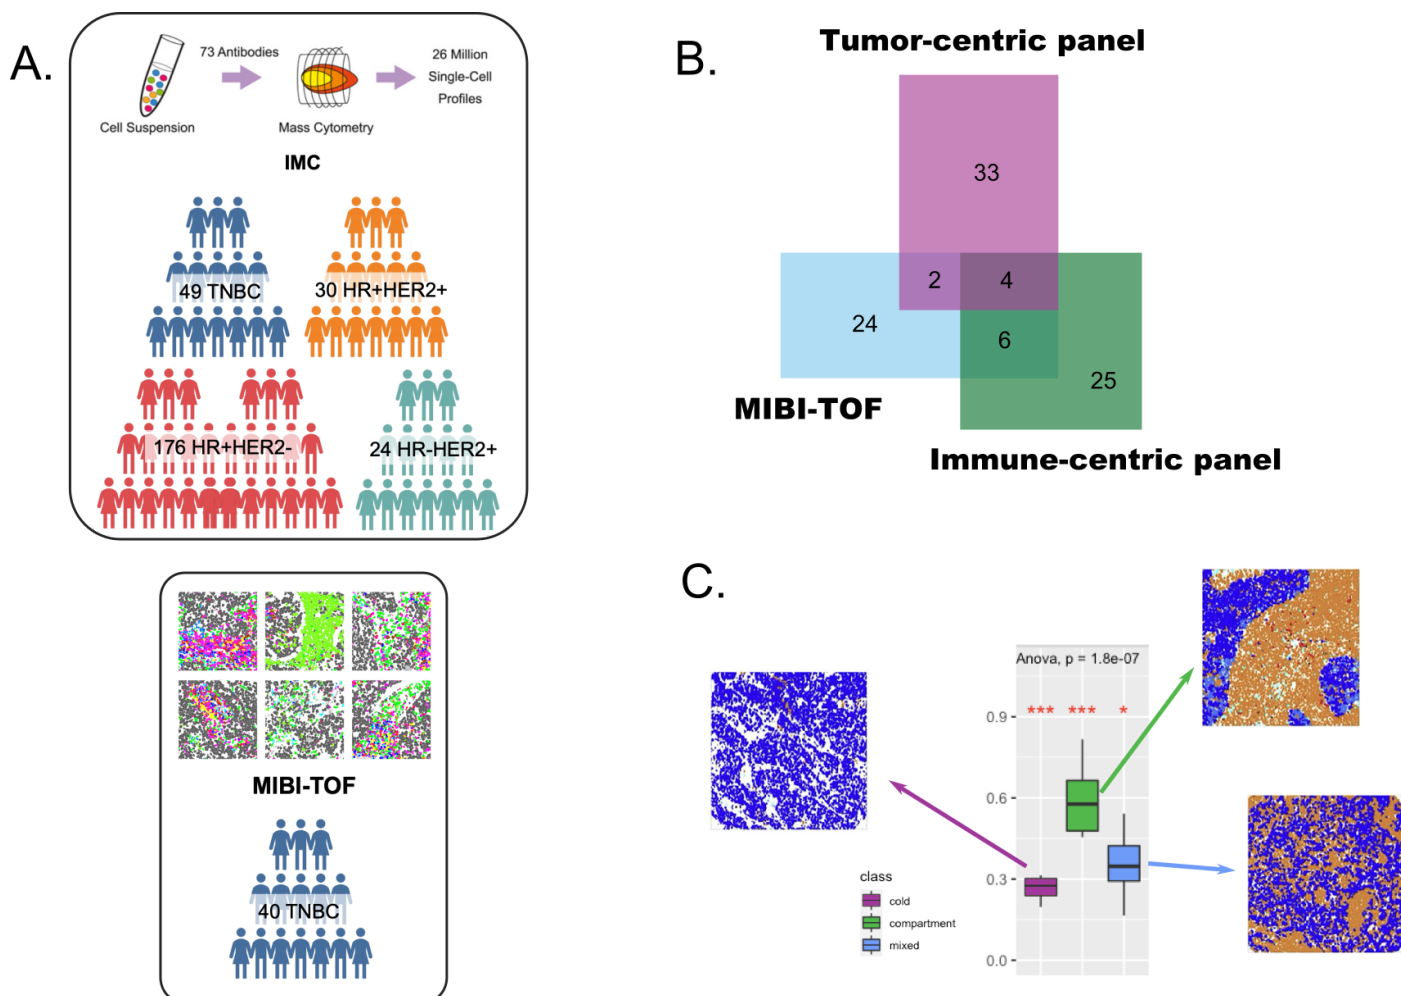 A.
73 Antibodies
26 Million
Single-Cell
Profiles
Cell Suspension
Mass Cytometry
IMC
49 TNBC
30 HR+HER2+
176 HR+HER2-
24 HR-HER2+
MIBI-TOF
40 TNBC
B.
Tumor-centric panel
33
2
4
24
6
25
MIBI-TOF
Immune-centric panel
C.
Anova, p = 1.8e-07
*** *** *
0.9
0.6
0.3
0.0
class
cold
compartment
mixed